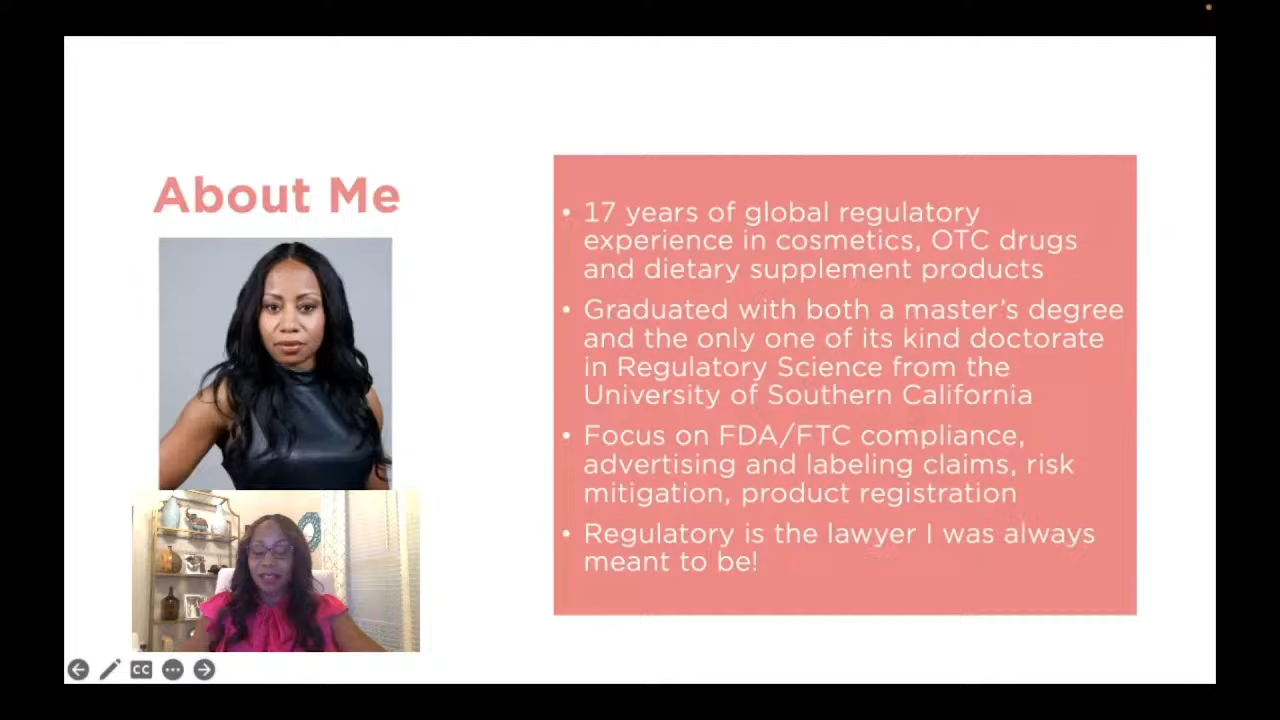 About Me
• 17 years of global regulatory
experience in cosmetics, OTC drugs
and dietary supplement products
• Graduated with both a master's degree
and the only one of its kind doctorate
in Regulatory Science from the
University of Southern California
• Focus on FDA/FTC compliance,
advertising and labeling claims, risk
mitigation, product registration
• Regulatory is the lawyer I was always
meant to be!
CC